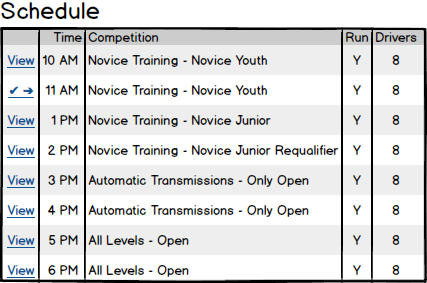 Schedule
Time Competition Run Drivers
View 10 AM Novice Training - Novice Youth Y 8
✔ ➔ 11 AM Novice Training - Novice Youth Y 8
View 1 PM Novice Training - Novice Junior Y 8
View 2 PM Novice Training - Novice Junior Requalifier Y 8
View 3 PM Automatic Transmissions - Only Open Y 8
View 4 PM Automatic Transmissions - Only Open Y 8
View 5 PM All Levels - Open Y 8
View 6 PM All Levels - Open Y 8